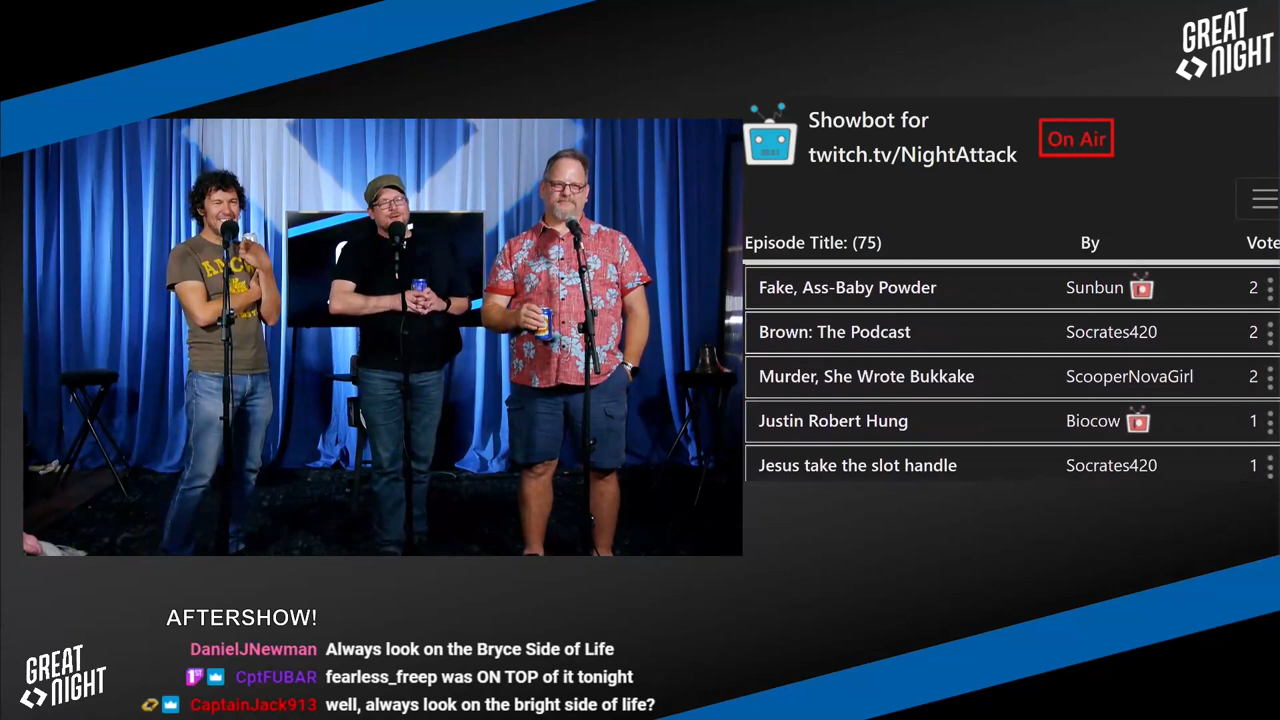 GREAT
NIGHT
Showbot for
twitch.tv/NightAttack
On Air
Episode Title: (75) By Vote
Fake, Ass-Baby Powder Sunbun 2
Brown: The Podcast Socrates420 2
Murder, She Wrote Bukkake ScooperNovaGirl 2
Justin Robert Hung Biocow 1
Jesus take the slot handle Socrates420 1
AFTERSHOW!
DanielJNewman Always look on the Bryce Side of Life
1ST CptFUBAR fearless_freep was ON TOP of it tonight
CaptainJack913 well, always look on the bright side of life?
GREAT
NIGHT